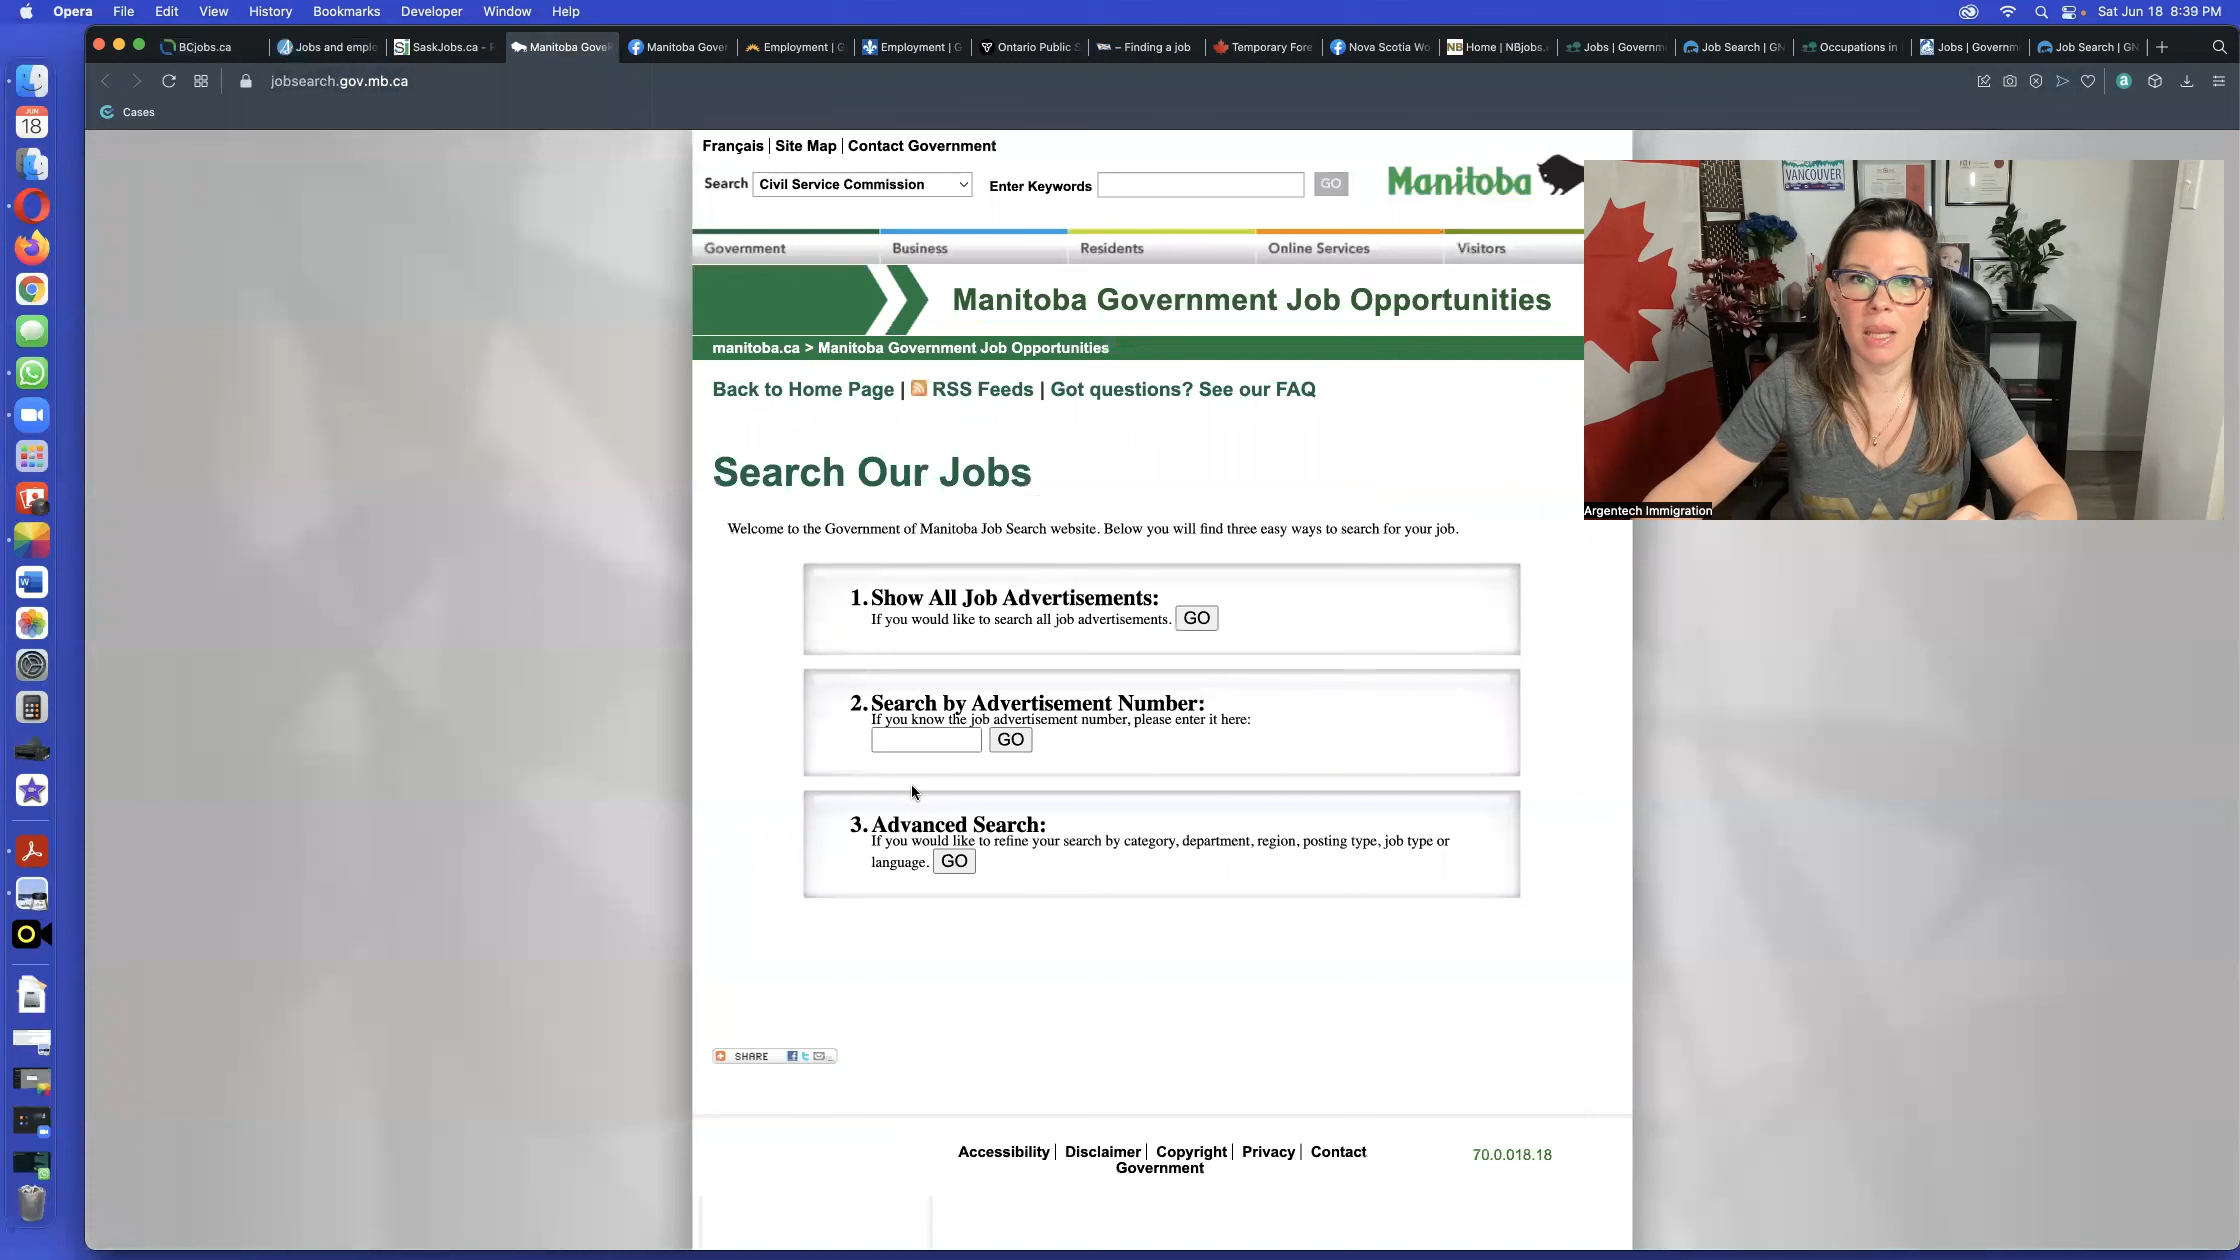 Opera File Edit View History Bookmarks Developer Window Help Sat Jun 18 8:39 PM
BCjobs.ca Jobs and emplo SaskJobs.ca - F Manitoba Gove Manitoba Gover Employment | G Employment | G Ontario Public S – Finding a job Temporary Fore Nova Scotia Wo Home | NBjobs. Jobs | Governm Job Search | GN Occupations in Jobs | Governm Job Search | GN
jobsearch.gov.mb.ca
Cases
JUN
18
Français | Site Map | Contact Government
Search Civil Service Commission Enter Keywords GO Manitoba
VANCOUVER
Government Business Residents Online Services Visitors
Manitoba Government Job Opportunities
manitoba.ca > Manitoba Government Job Opportunities
Back to Home Page | RSS Feeds | Got questions? See our FAQ
Search Our Jobs
Argentech Immigration
Welcome to the Government of Manitoba Job Search website. Below you will find three easy ways to search for your job.
1. Show All Job Advertisements:
If you would like to search all job advertisements. GO
2. Search by Advertisement Number:
If you know the job advertisement number, please enter it here:
GO
3. Advanced Search:
If you would like to refine your search by category, department, region, posting type, job type or
language. GO
SHARE
Accessibility | Disclaimer | Copyright | Privacy | Contact
Government
70.0.018.18